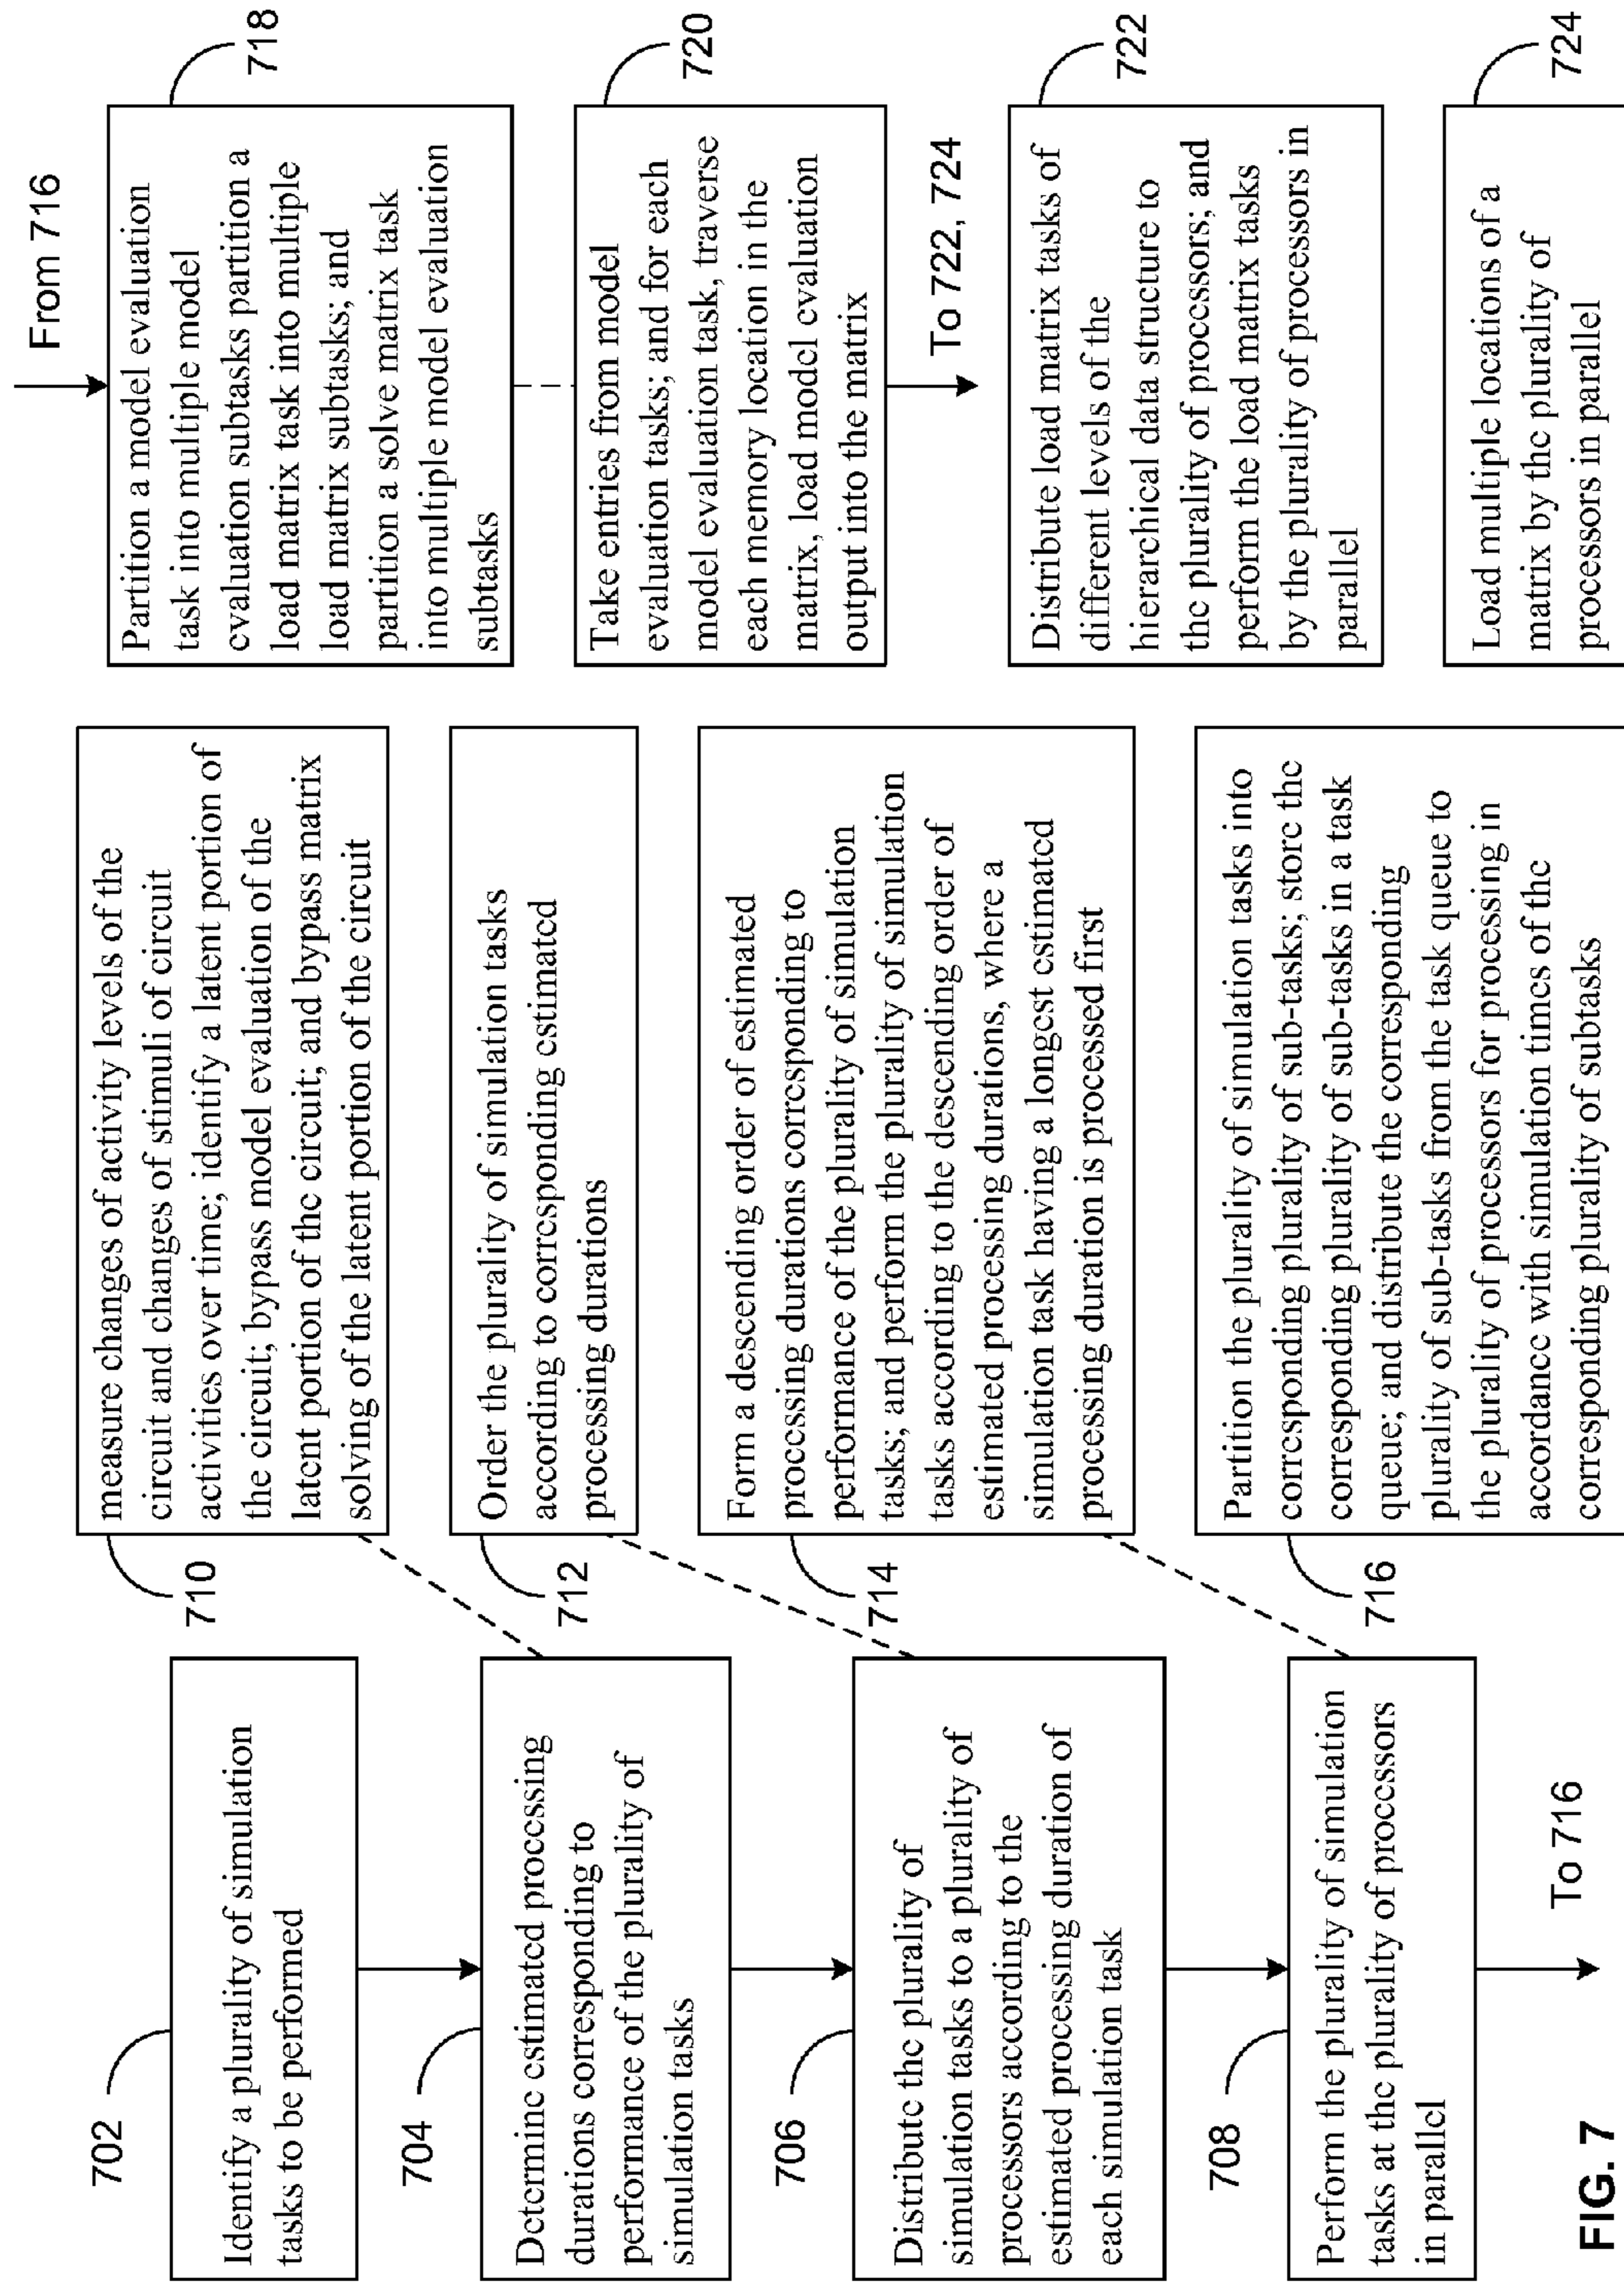 702
Identify a plurality of simulation
tasks to be performed
704
Determine estimated processing
durations corresponding to
performance of the plurality of
simulation tasks
706
Distribute the plurality of
simulation tasks to a plurality of
processors according to the
estimated processing duration of
each simulation task
708
Perform the plurality of simulation
tasks at the plurality of processors
in parallel
To 716
FIG. 7
710
measure changes of activity levels of the
circuit and changes of stimuli of circuit
activities over time; identify a latent portion of
the circuit; bypass model evaluation of the
latent portion of the circuit; and bypass matrix
solving of the latent portion of the circuit
712
Order the plurality of simulation tasks
according to corresponding estimated
processing durations
714
Form a descending order of estimated
processing durations corresponding to
performance of the plurality of simulation
tasks; and perform the plurality of simulation
tasks according to the descending order of
estimated processing durations, where a
simulation task having a longest estimated
processing duration is processed first
716
Partition the plurality of simulation tasks into
corresponding plurality of sub-tasks; store the
corresponding plurality of sub-tasks in a task
queue; and distribute the corresponding
plurality of sub-tasks from the task queue to
the plurality of processors for processing in
accordance with simulation times of the
corresponding plurality of subtasks
From 716
718
Partition a model evaluation
task into multiple model
evaluation subtasks partition a
load matrix task into multiple
load matrix subtasks; and
partition a solve matrix task
into multiple model evaluation
subtasks
720
Take entries from model
evaluation tasks; and for each
model evaluation task, traverse
each memory location in the
matrix, load model evaluation
output into the matrix
To 722, 724
722
Distribute load matrix tasks of
different levels of the
hierarchical data structure to
the plurality of processors; and
perform the load matrix tasks
by the plurality of processors in
parallel
724
Load multiple locations of a
matrix by the plurality of
processors in parallel